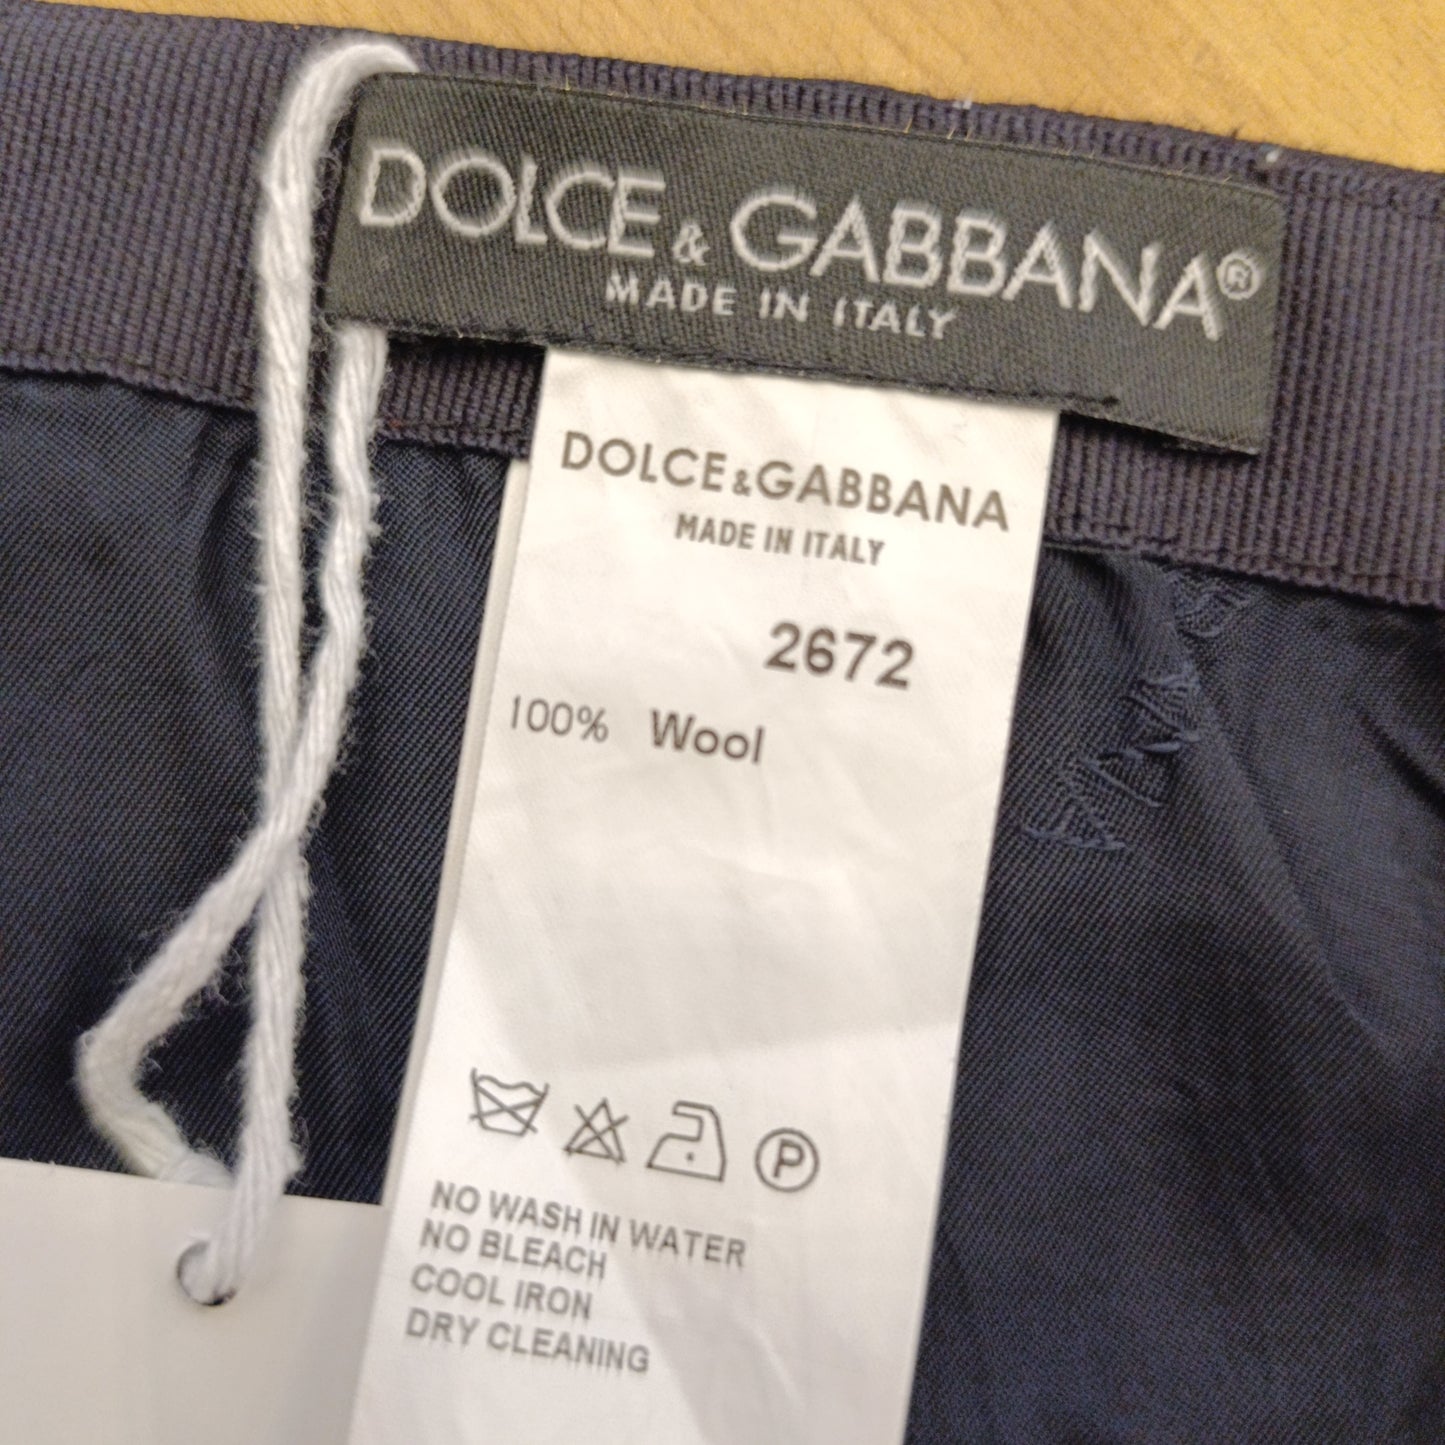 DOLCE & GABBANA®
MADE IN ITALY
DOLCE&GABBANA
MADE IN ITALY
2672
100% Wool
P
NO WASH IN WATER
NO BLEACH
COOL IRON
DRY CLEANING